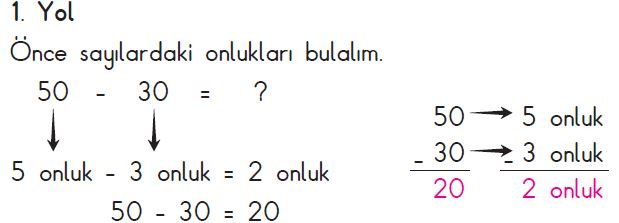 1. Yol
Önce sayılardaki onlukları bulalım.
50 - 30 = ?
5 onluk - 3 onluk = 2 onluk
50 - 30 = 20
50 → 5 onluk
- 30 → - 3 onluk
20 2 onluk